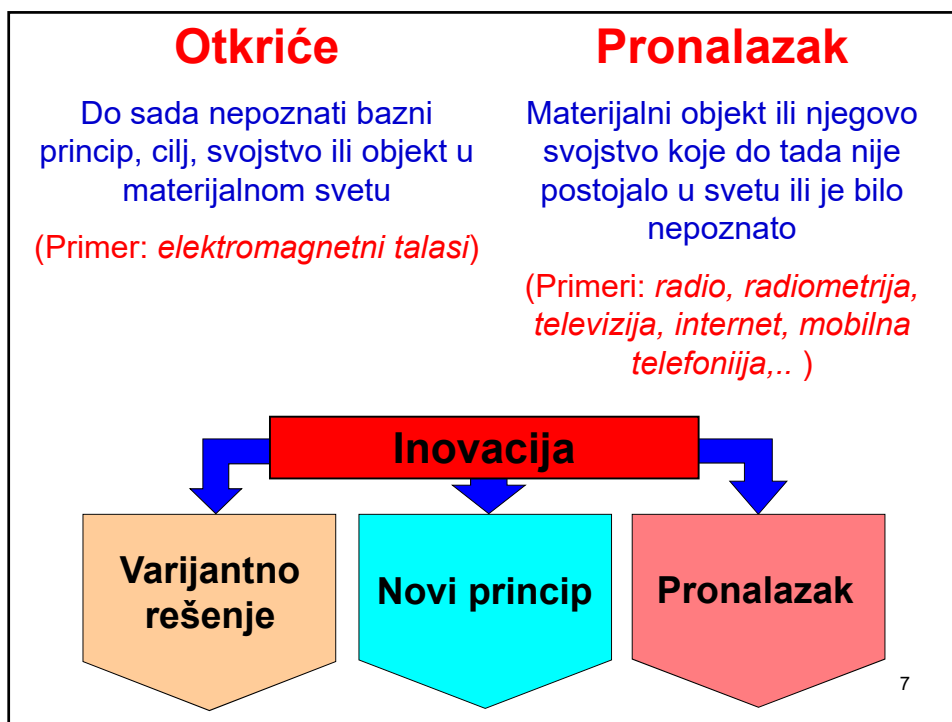 Otkriće
Do sada nepoznati bazni
princip, cilj, svojstvo ili objekt u
materijalnom svetu
(Primer: elektromagnetni talasi)
Pronalazak
Materijalni objekt ili njegovo
svojstvo koje do tada nije
postojalo u svetu ili je bilo
nepoznato
(Primeri: radio, radiometrija,
televizija, internet, mobilna
telefoniija,.. )
Inovacija
Varijantno
rešenje
Novi princip
Pronalazak
7